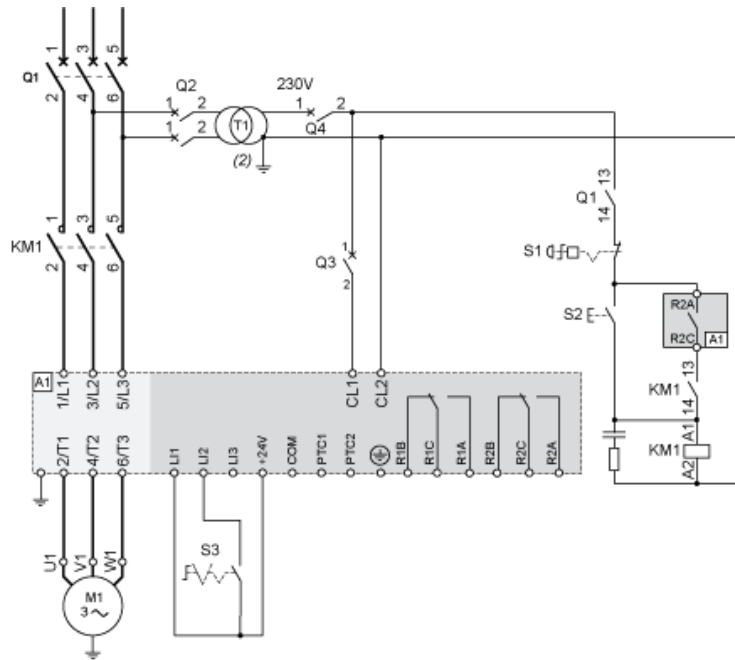 1
3
5
Q1
2
4
6
Q2
1
2
1
2
T1
(2)
230V
1
2
Q4
13
Q1
14
1
3
5
KM1
2
4
6
1
Q3
2
S1
S2
R2A
R2C
A1
13
KM1
14
A1
KM1
A2
A1
1/L1
3/L2
5/L3
CL1
CL2
2/T1
4/T2
6/T3
LI1
LI2
LI3
+24V
COM
PTC1
PTC2
R1B
R1C
R1A
R2B
R2C
R2A
S3
U1
V1
W1
M1
3